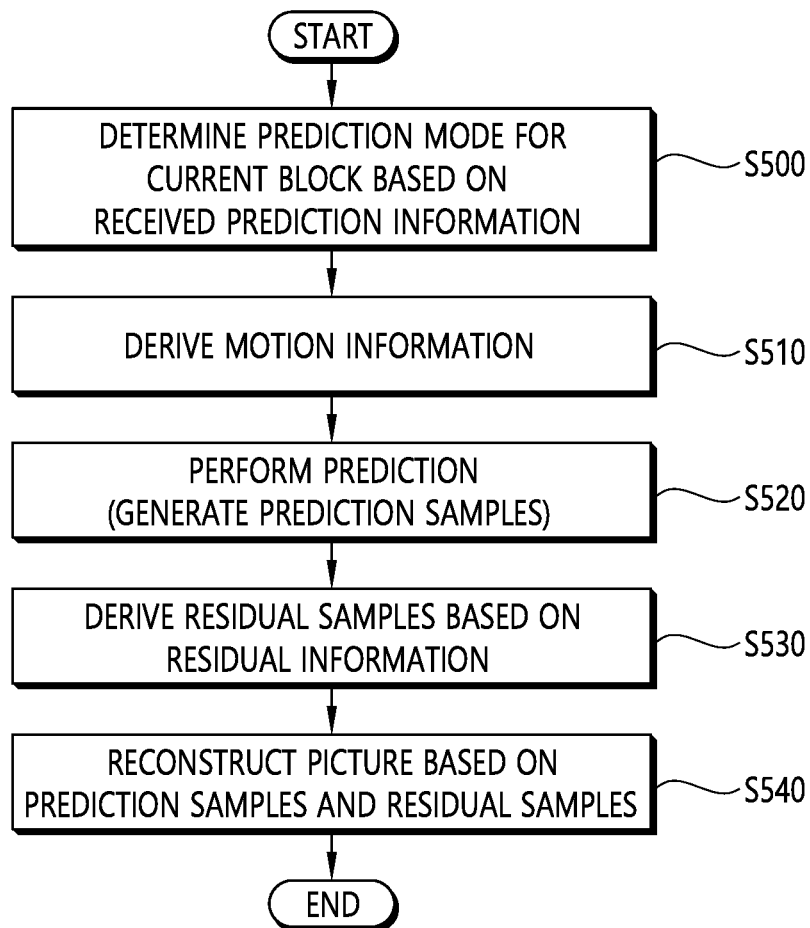 START
DETERMINE PREDICTION MODE FOR
CURRENT BLOCK BASED ON
RECEIVED PREDICTION INFORMATION
S500
DERIVE MOTION INFORMATION
S510
PERFORM PREDICTION
(GENERATE PREDICTION SAMPLES)
S520
DERIVE RESIDUAL SAMPLES BASED ON
RESIDUAL INFORMATION
S530
RECONSTRUCT PICTURE BASED ON
PREDICTION SAMPLES AND RESIDUAL SAMPLES
S540
END